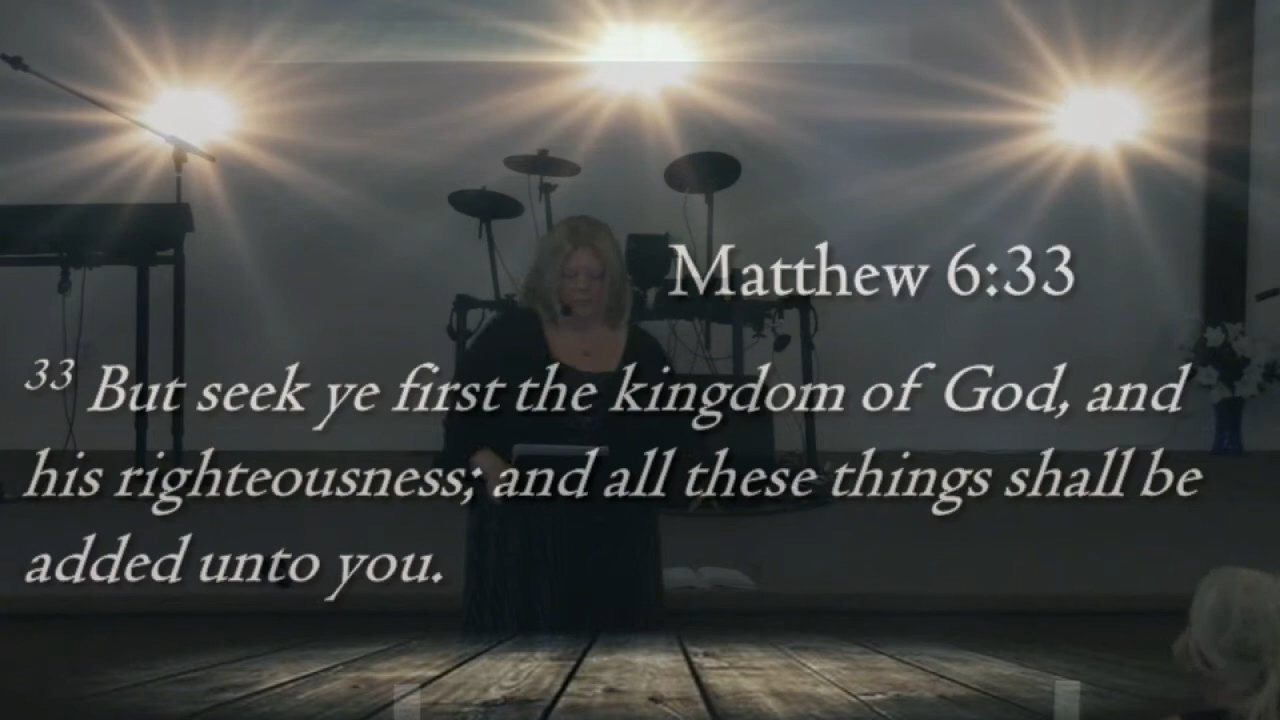 Matthew 6:33
33 But seek ye first the kingdom of God, and
his righteousness; and all these things shall be
added unto you.